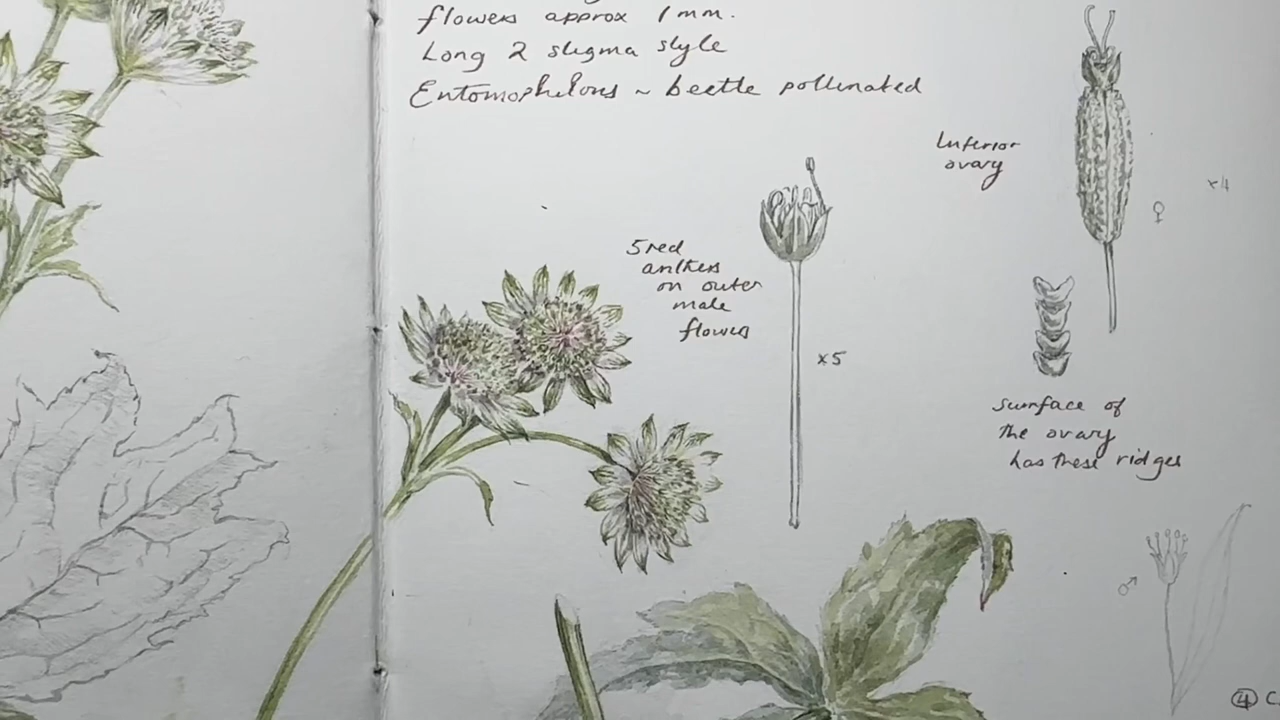 flowers approx 1mm.
Long 2 stigma style
Entomophilous ~ beetle pollinated
Inferior
ovary
x4
♀
5 red
anthers
on outer
male
flowers
x5
Surface of
the ovary
has these ridges
♂
④ C